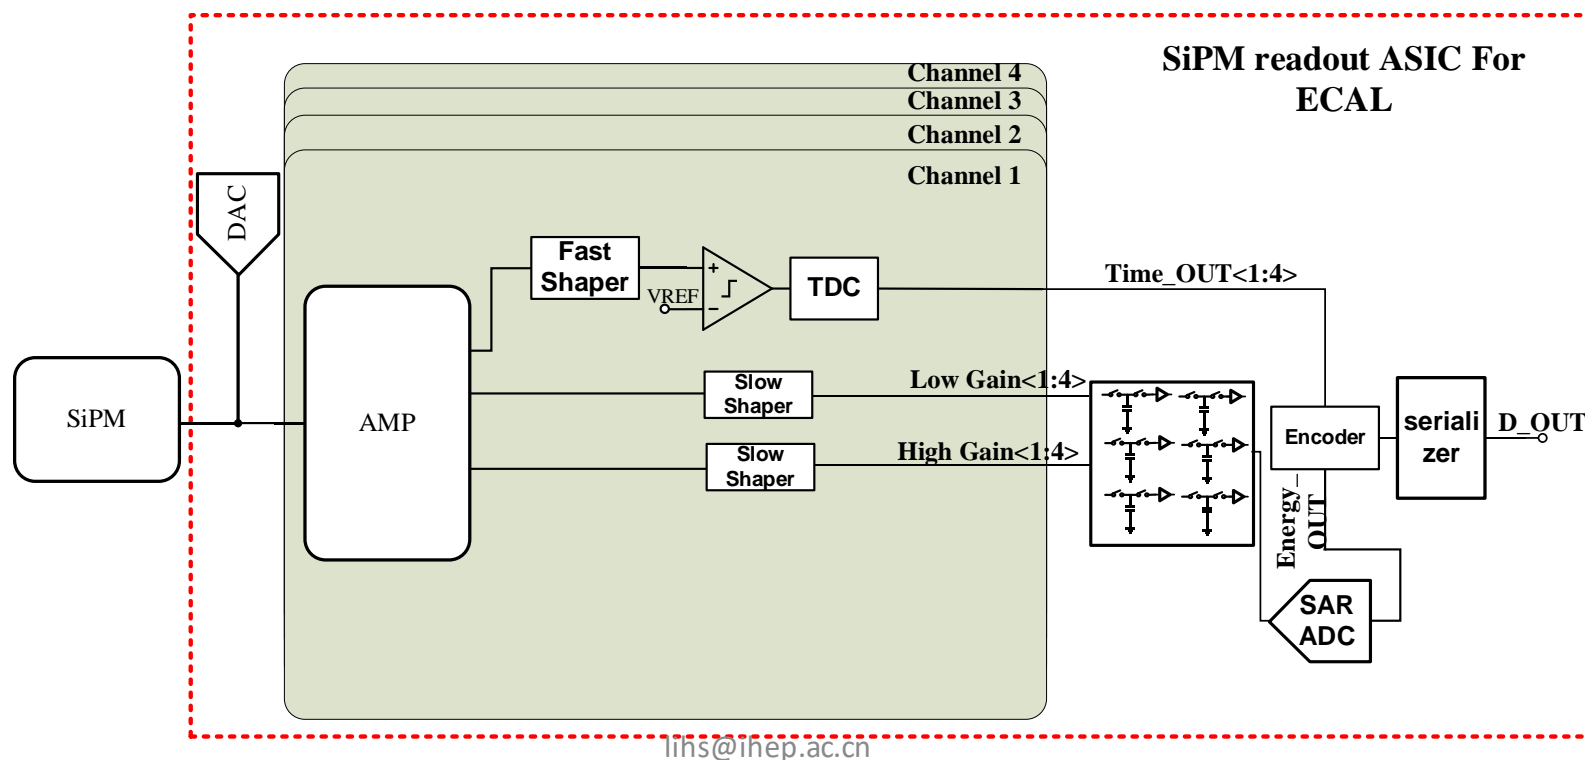 SiPM readout ASIC For
ECAL
Channel 4
Channel 3
Channel 2
Channel 1
DAC
Fast
Shaper
VREF
+
−
TDC
Time_OUT<1:4>
SiPM
AMP
Slow
Shaper
Low Gain<1:4>
Slow
Shaper
High Gain<1:4>
Encoder
seriali
zer
D_OUT
Energy_
OUT
SAR
ADC
lihs@ihep.ac.cn